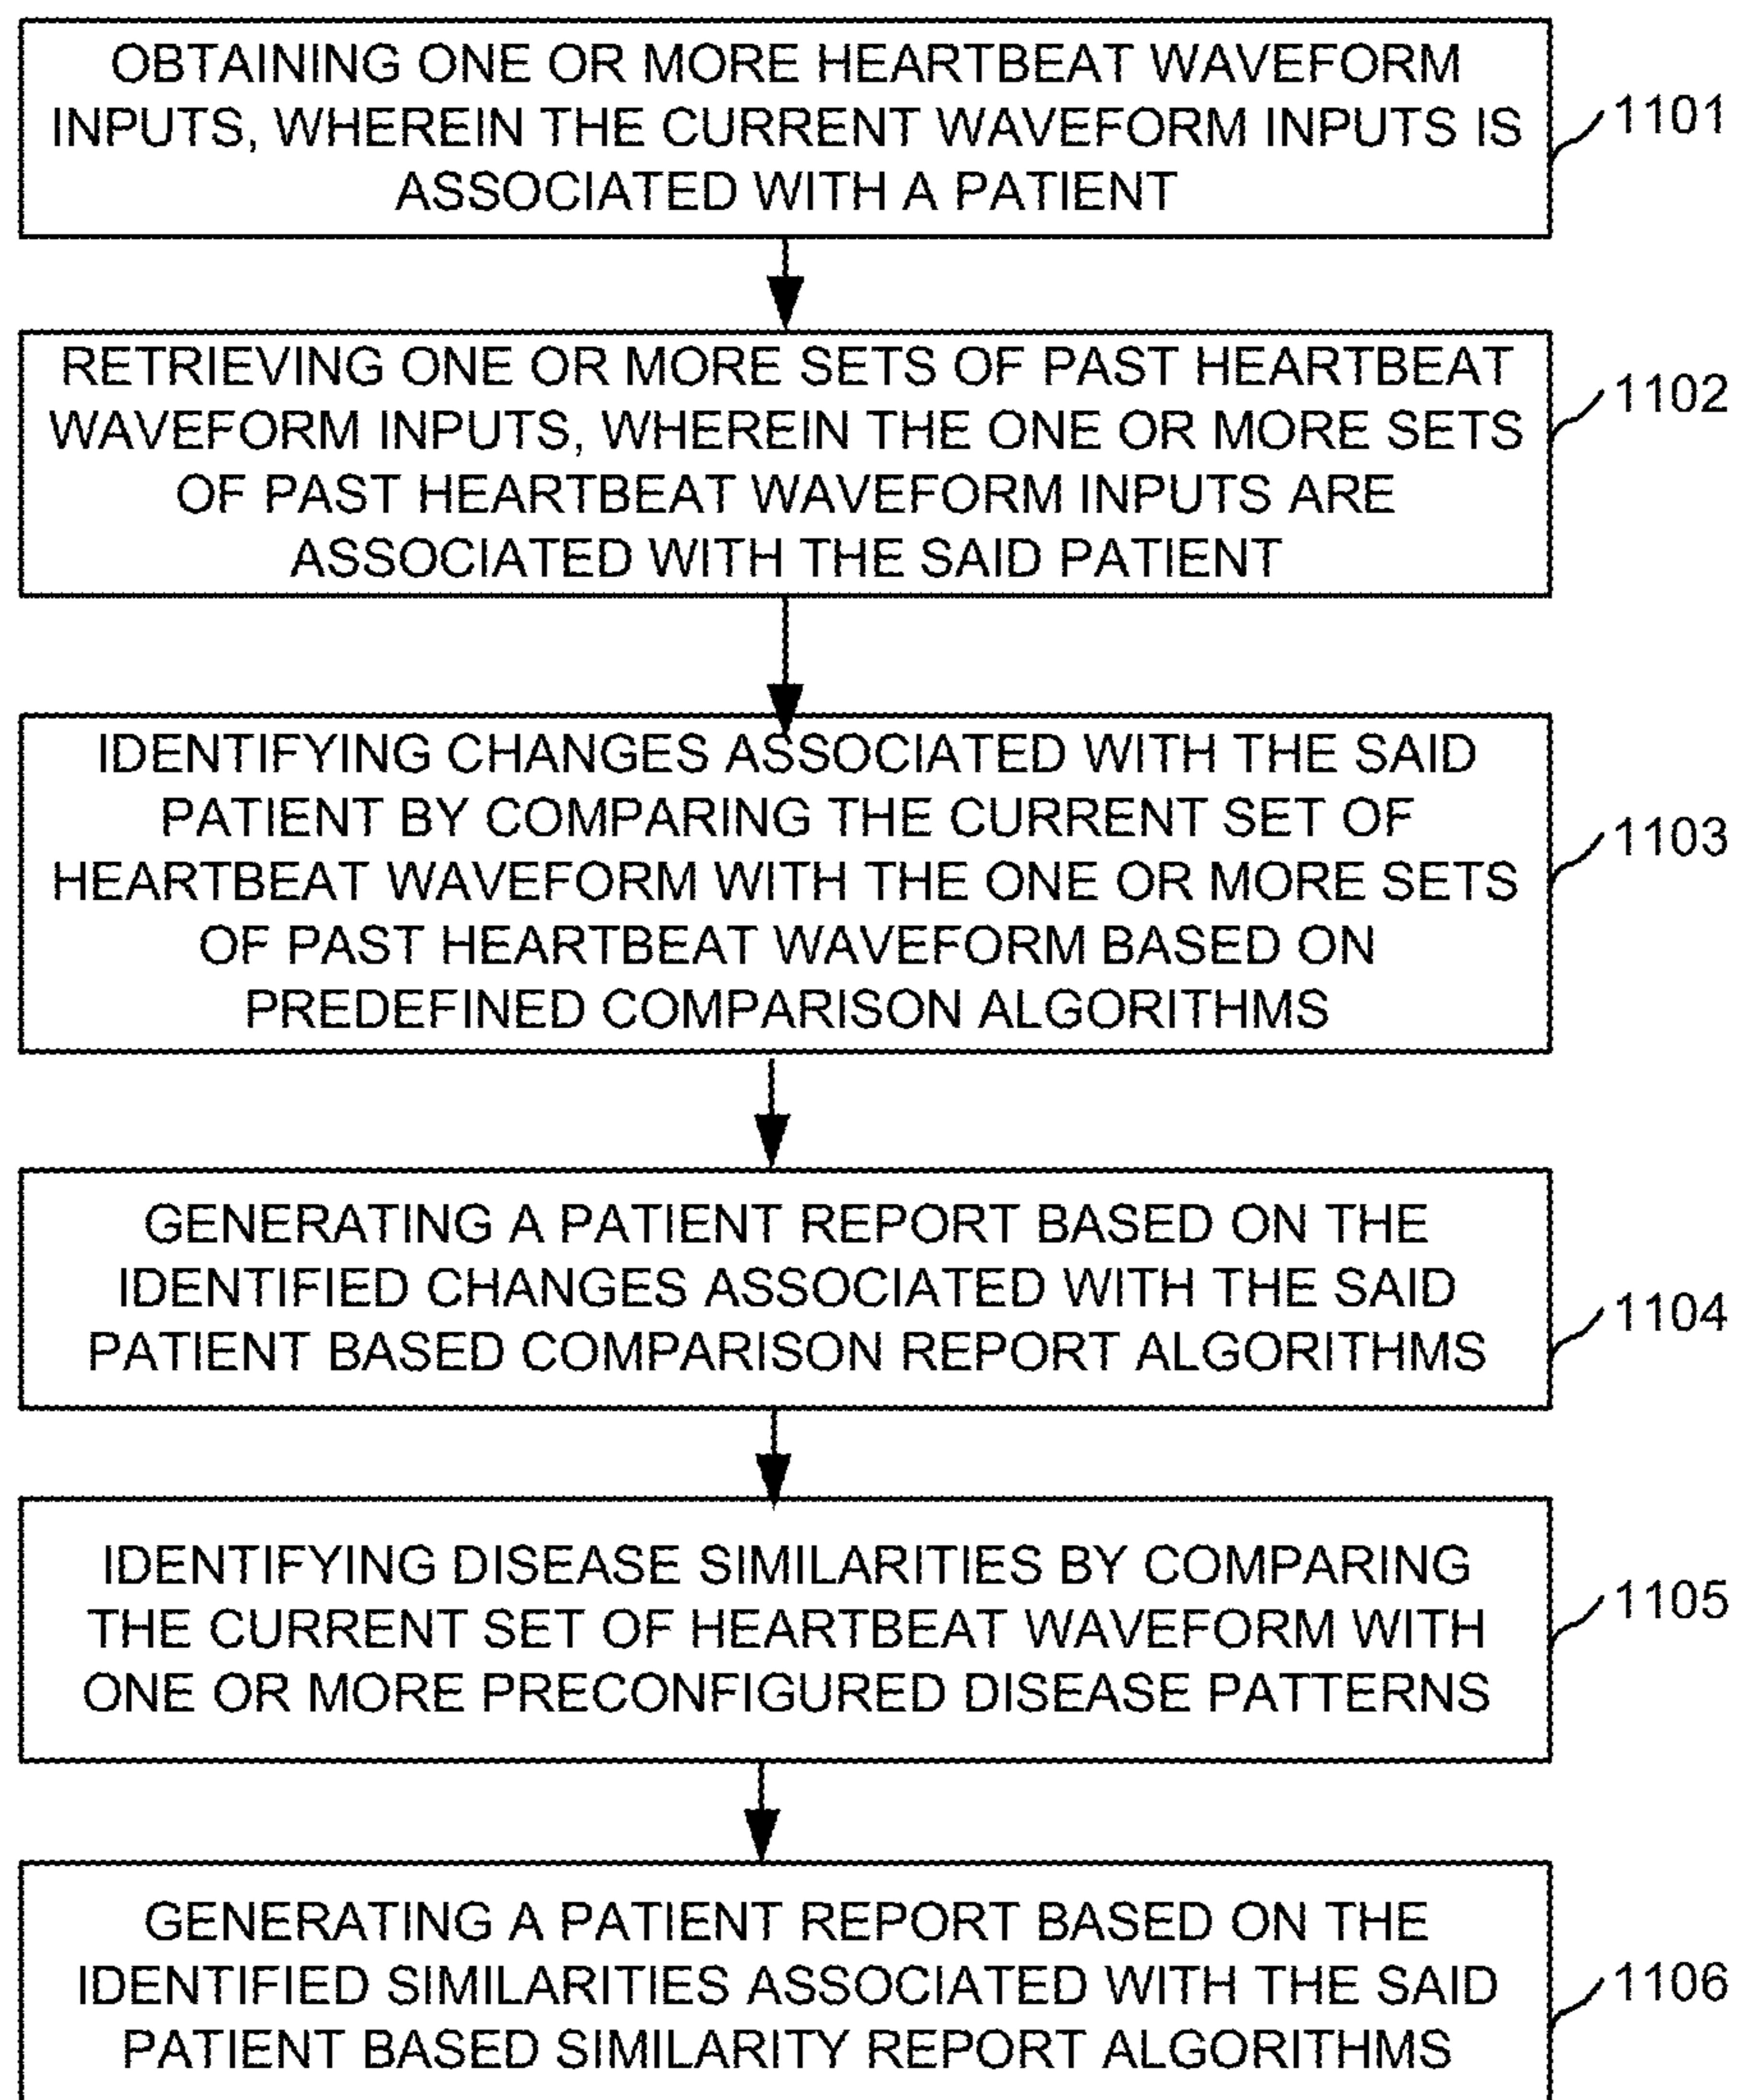 OBTAINING ONE OR MORE HEARTBEAT WAVEFORM
INPUTS, WHEREIN THE CURRENT WAVEFORM INPUTS IS
ASSOCIATED WITH A PATIENT
1101
RETRIEVING ONE OR MORE SETS OF PAST HEARTBEAT
WAVEFORM INPUTS, WHEREIN THE ONE OR MORE SETS
OF PAST HEARTBEAT WAVEFORM INPUTS ARE
ASSOCIATED WITH THE SAID PATIENT
1102
IDENTIFYING CHANGES ASSOCIATED WITH THE SAID
PATIENT BY COMPARING THE CURRENT SET OF
HEARTBEAT WAVEFORM WITH THE ONE OR MORE SETS
OF PAST HEARTBEAT WAVEFORM BASED ON
PREDEFINED COMPARISON ALGORITHMS
1103
GENERATING A PATIENT REPORT BASED ON THE
IDENTIFIED CHANGES ASSOCIATED WITH THE SAID
PATIENT BASED COMPARISON REPORT ALGORITHMS
1104
IDENTIFYING DISEASE SIMILARITIES BY COMPARING
THE CURRENT SET OF HEARTBEAT WAVEFORM WITH
ONE OR MORE PRECONFIGURED DISEASE PATTERNS
1105
GENERATING A PATIENT REPORT BASED ON THE
IDENTIFIED SIMILARITIES ASSOCIATED WITH THE SAID
PATIENT BASED SIMILARITY REPORT ALGORITHMS
1106